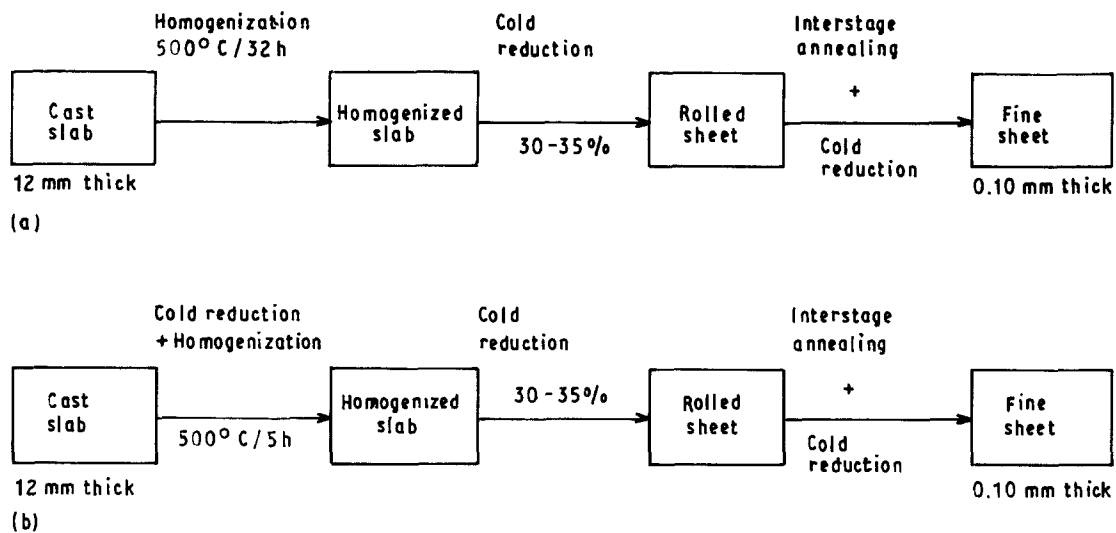 Homogenization
500° C / 32h
Cold
reduction
Interstage
annealing
+
Cast
slab
Homogenized
slab
30-35%
Rolled
sheet
Cold
reduction
Fine
sheet
12 mm thick
0.10 mm thick
(a)
Cold reduction
+ Homogenization
Cold
reduction
Interstage
annealing
+
Cast
slab
500° C / 5h
Homogenized
slab
30-35%
Rolled
sheet
Cold
reduction
Fine
sheet
12 mm thick
0.10 mm thick
(b)